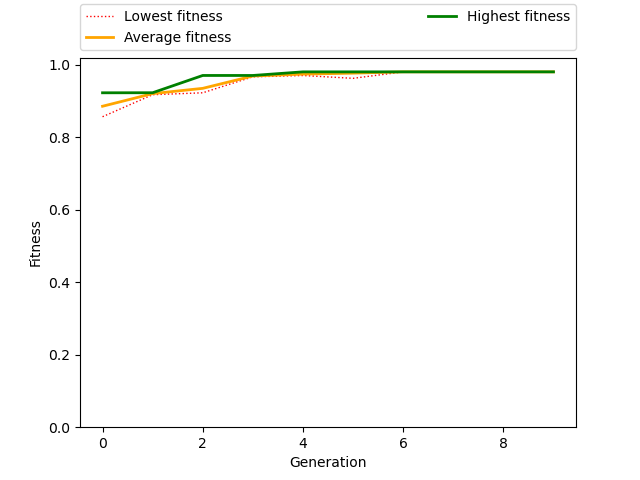 Lowest fitness
Average fitness
Highest fitness
1.0
0.8
0.6
0.4
0.2
0.0
Fitness
0 2 4 6 8
Generation